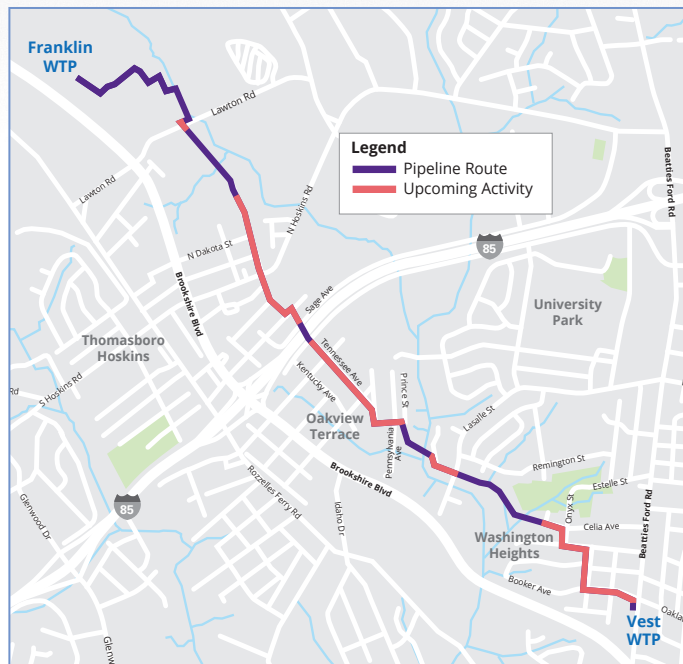 Franklin
WTP
Lawton Rd
Beatties Ford Rd
Legend
Pipeline Route
Upcoming Activity
Lawton Rd
N Hoskins Rd
N Dakota St
85
Brookshire Blvd
Sage Ave
University
Park
Thomasboro
Hoskins
Tennessee Ave
Kentucky Ave
Prince St
S Hoskins Rd
Rd
Oakview
Terrace
Lasalle St
Pennsylvania
Ave
Remington St
Brookshire Blvd
Rozzelles Ferry Rd
Estelle St
Onyx St
Glenwood Dr
85
Idaho Dr
Beatties Ford Rd
Celia Ave
Washington
Heights
Booker Ave
Oakla
Vest
WTP
Glenw